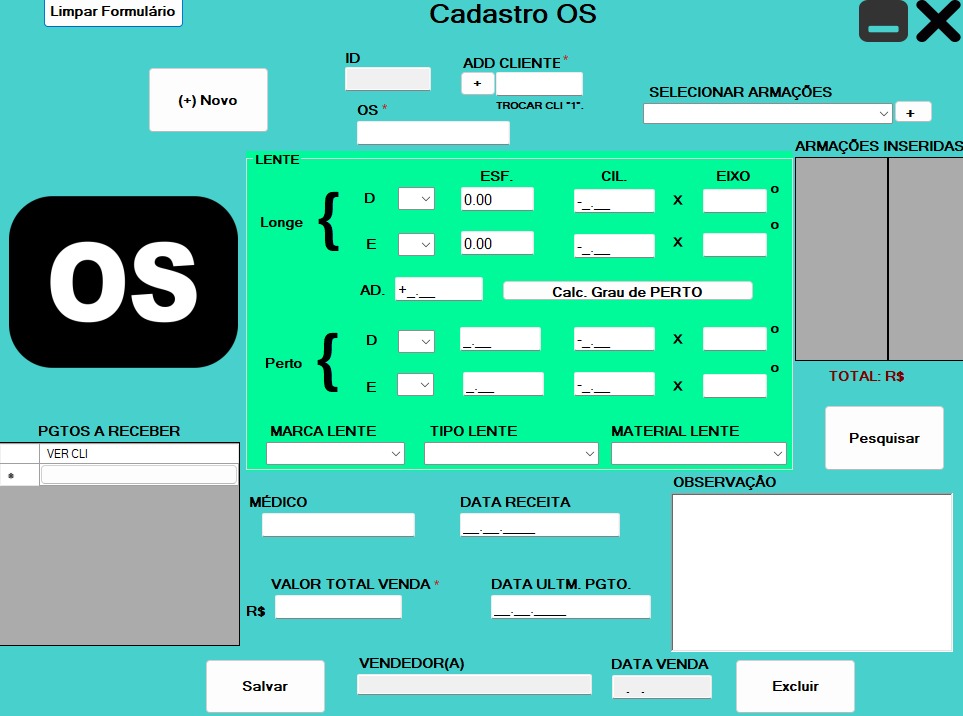 Limpar Formulário
Cadastro OS
ID
ADD CLIENTE *
(+) Novo
+
SELECIONAR ARMAÇÕES
TROCAR CLI "1".
+
OS *
ARMAÇÕES INSERIDAS
LENTE
ESF.
CIL.
EIXO
D
0.00
-_.__
X
o
Longe
{
E
0.00
-_.__
X
o
OS
AD.
+_.__
Calc. Grau de PERTO
D
_.__
-_.__
X
o
Perto
{
E
_.__
-_.__
X
o
TOTAL: R$
MARCA LENTE
TIPO LENTE
MATERIAL LENTE
Pesquisar
PGTOS A RECEBER
VER CLI
*
OBSERVAÇÂO
MÉDICO
DATA RECEITA
__.__.____
VALOR TOTAL VENDA *
DATA ULTM. PGTO.
R$
__.__.____
VENDEDOR(A)
DATA VENDA
Salvar
. .
Excluir